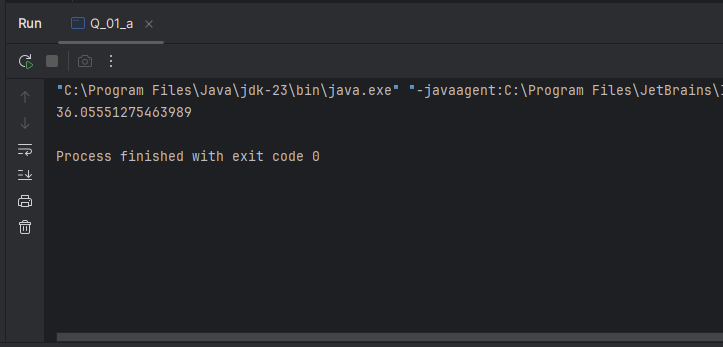 Run Q_01_a
"C:\Program Files\Java\jdk-23\bin\java.exe" "-javaagent:C:\Program Files\JetBrains\
36.05551275463989
Process finished with exit code 0